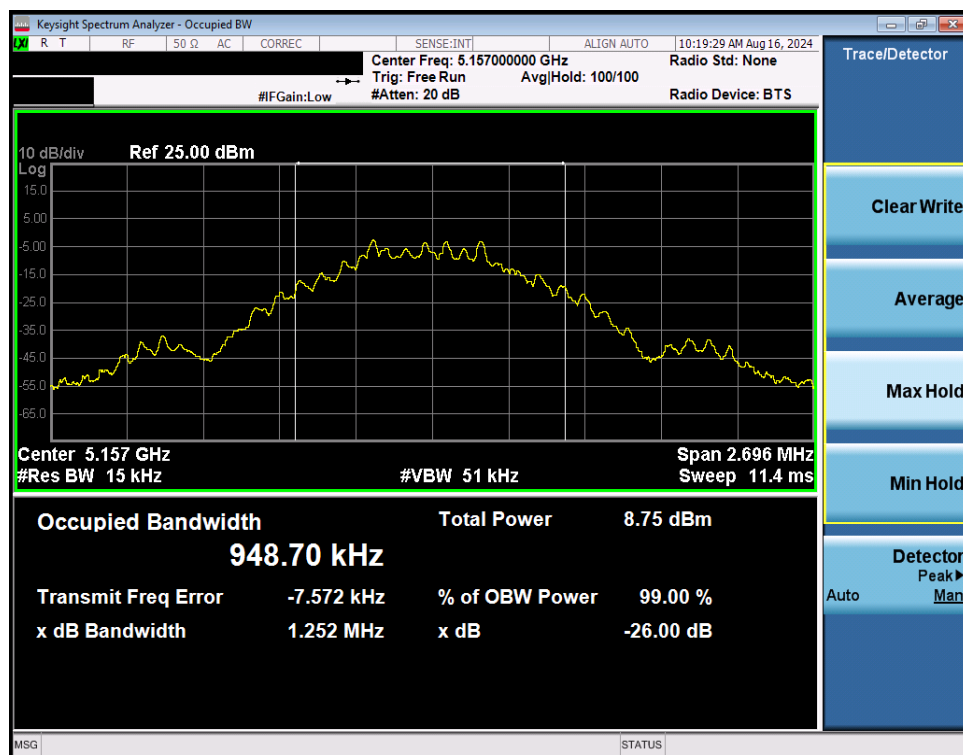 Keysight Spectrum Analyzer - Occupied BW
LXI R T RF 50 Ω AC CORREC SENSE:INT ALIGN AUTO 10:19:29 AM Aug 16, 2024
Center Freq: 5.157000000 GHz Radio Std: None
Trig: Free Run Avg|Hold: 100/100
#IFGain:Low #Atten: 20 dB Radio Device: BTS
10 dB/div Ref 25.00 dBm
Log
15.0
5.00
-5.00
-15.0
-25.0
-35.0
-45.0
-55.0
-65.0
Center 5.157 GHz Span 2.696 MHz
#Res BW 15 kHz #VBW 51 kHz Sweep 11.4 ms
Occupied Bandwidth Total Power 8.75 dBm
948.70 kHz
Transmit Freq Error -7.572 kHz % of OBW Power 99.00 %
x dB Bandwidth 1.252 MHz x dB -26.00 dB
Trace/Detector
Clear Write
Average
Max Hold
Min Hold
Detector
Peak▶
Auto Man
MSG STATUS